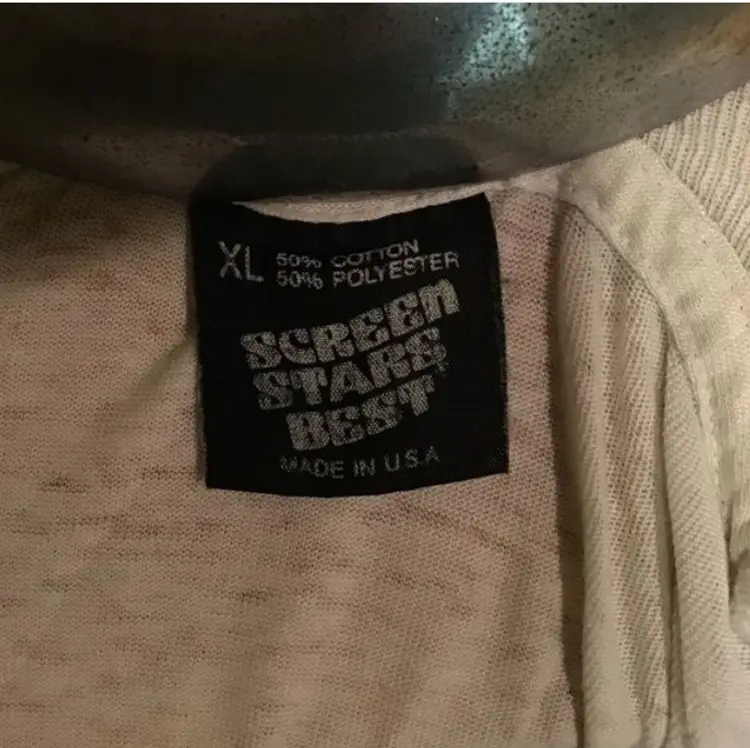 XL 50% COTTON
50% POLYESTER
SCREEN
STARS
BEST
MADE IN U.S.A